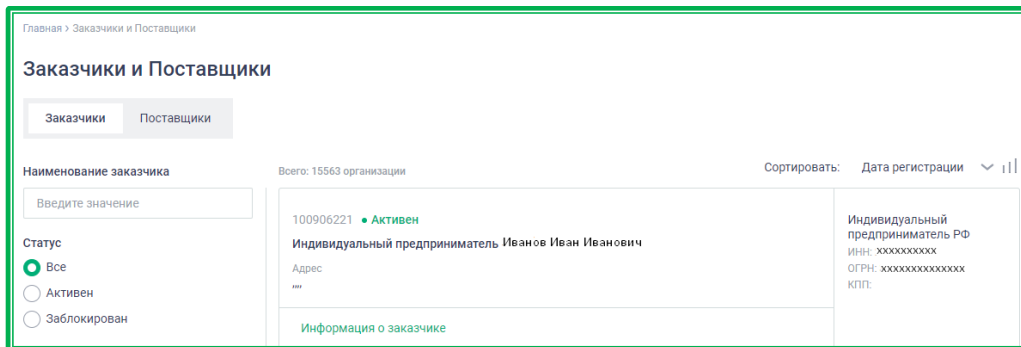 Главная > Заказчики и Поставщики
Заказчики и Поставщики
Заказчики Поставщики
Наименование заказчика
Введите значение
Статус
Все
Активен
Заблокирован
Всего: 15563 организации
Сортировать: Дата регистрации
100906221 • Активен
Индивидуальный предприниматель Иванов Иван Иванович
Адрес
,,,,
Информация о заказчике
Индивидуальный
предприниматель РФ
ИНН: xxxxxxxxxx
ОГРН: xxxxxxxxxxxxxx
КПП: